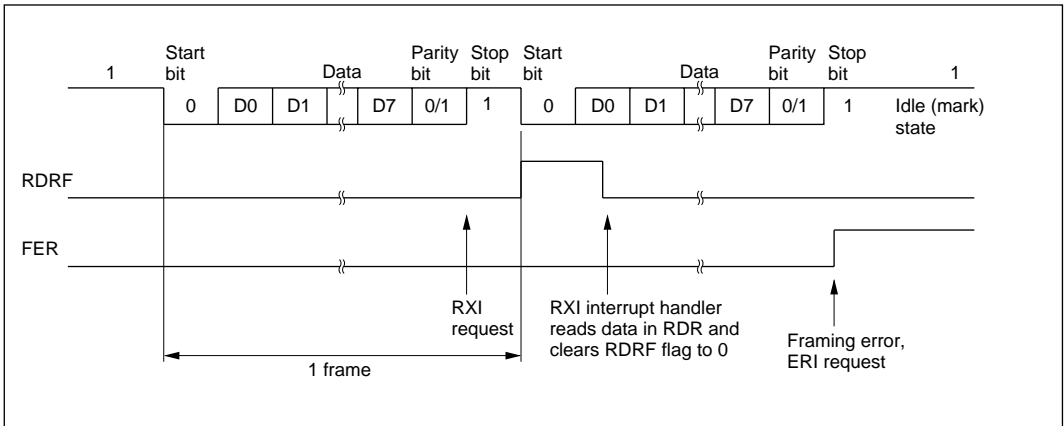 1
Start bit
Data
Parity bit
Stop bit
Start bit
Data
Parity bit
Stop bit
1
0 D0 D1 D7 0/1 1 0 D0 D1 D7 0/1 1
Idle (mark) state
RDRF
FER
RXI request
RXI interrupt handler
reads data in RDR and
clears RDRF flag to 0
Framing error,
ERI request
1 frame